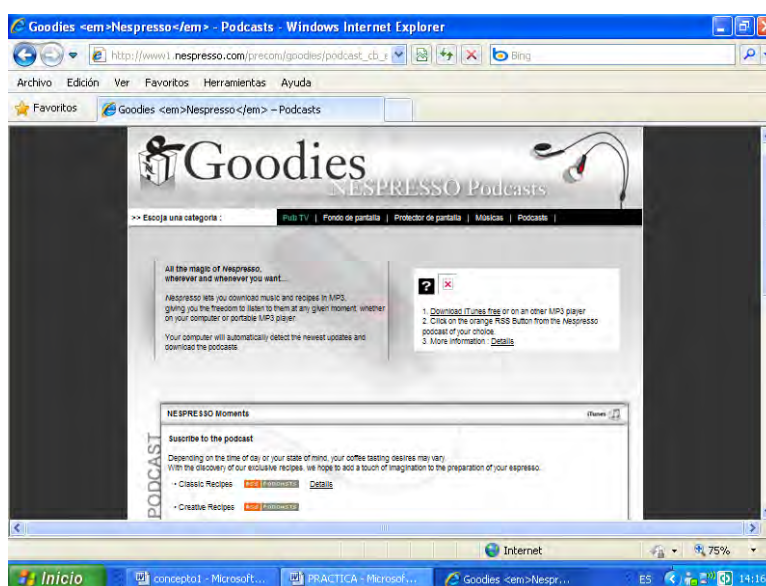 Goodies <em>Nespresso</em> - Podcasts - Windows Internet Explorer
http://www1.nespresso.com/precom/goodies/podcast_cb_
Bing
Archivo Edición Ver Favoritos Herramientas Ayuda
Favoritos
Goodies <em>Nespresso</em> – Podcasts
Goodies
NESPRESSO Podcasts
>> Escoja una categoria :
Pub TV | Fondo de pantalla | Protector de pantalla | Músicas | Podcasts |
All the magic of Nespresso,
wherever and whenever you want...
Nespresso lets you download music and recipes in MP3,
giving you the freedom to listen to them at any given moment, whether
on your computer or portable MP3 player.
Your computer will automatically detect the newest updates and
download the podcasts.
?
1. Download iTunes free or on an other MP3 player
2. Click on the orange RSS Button from the Nespresso
podcast of your choice.
3. More information : Details
NESPRESSO Moments
iTunes
PODCAST
Suscribe to the podcast
Depending on the time of day or your state of mind, your coffee tasting desires may vary.
With the discovery of our exclusive recipes, we hope to add a touch of imagination to the preparation of your espresso.
• Classic Recipes RSS PODCASTS Details
• Creative Recipes RSS PODCASTS
Internet
75%
Inicio
concepto1 - Microsoft...
PRACTICA - Microsof...
Goodies <em>Nespr...
ES
14:16